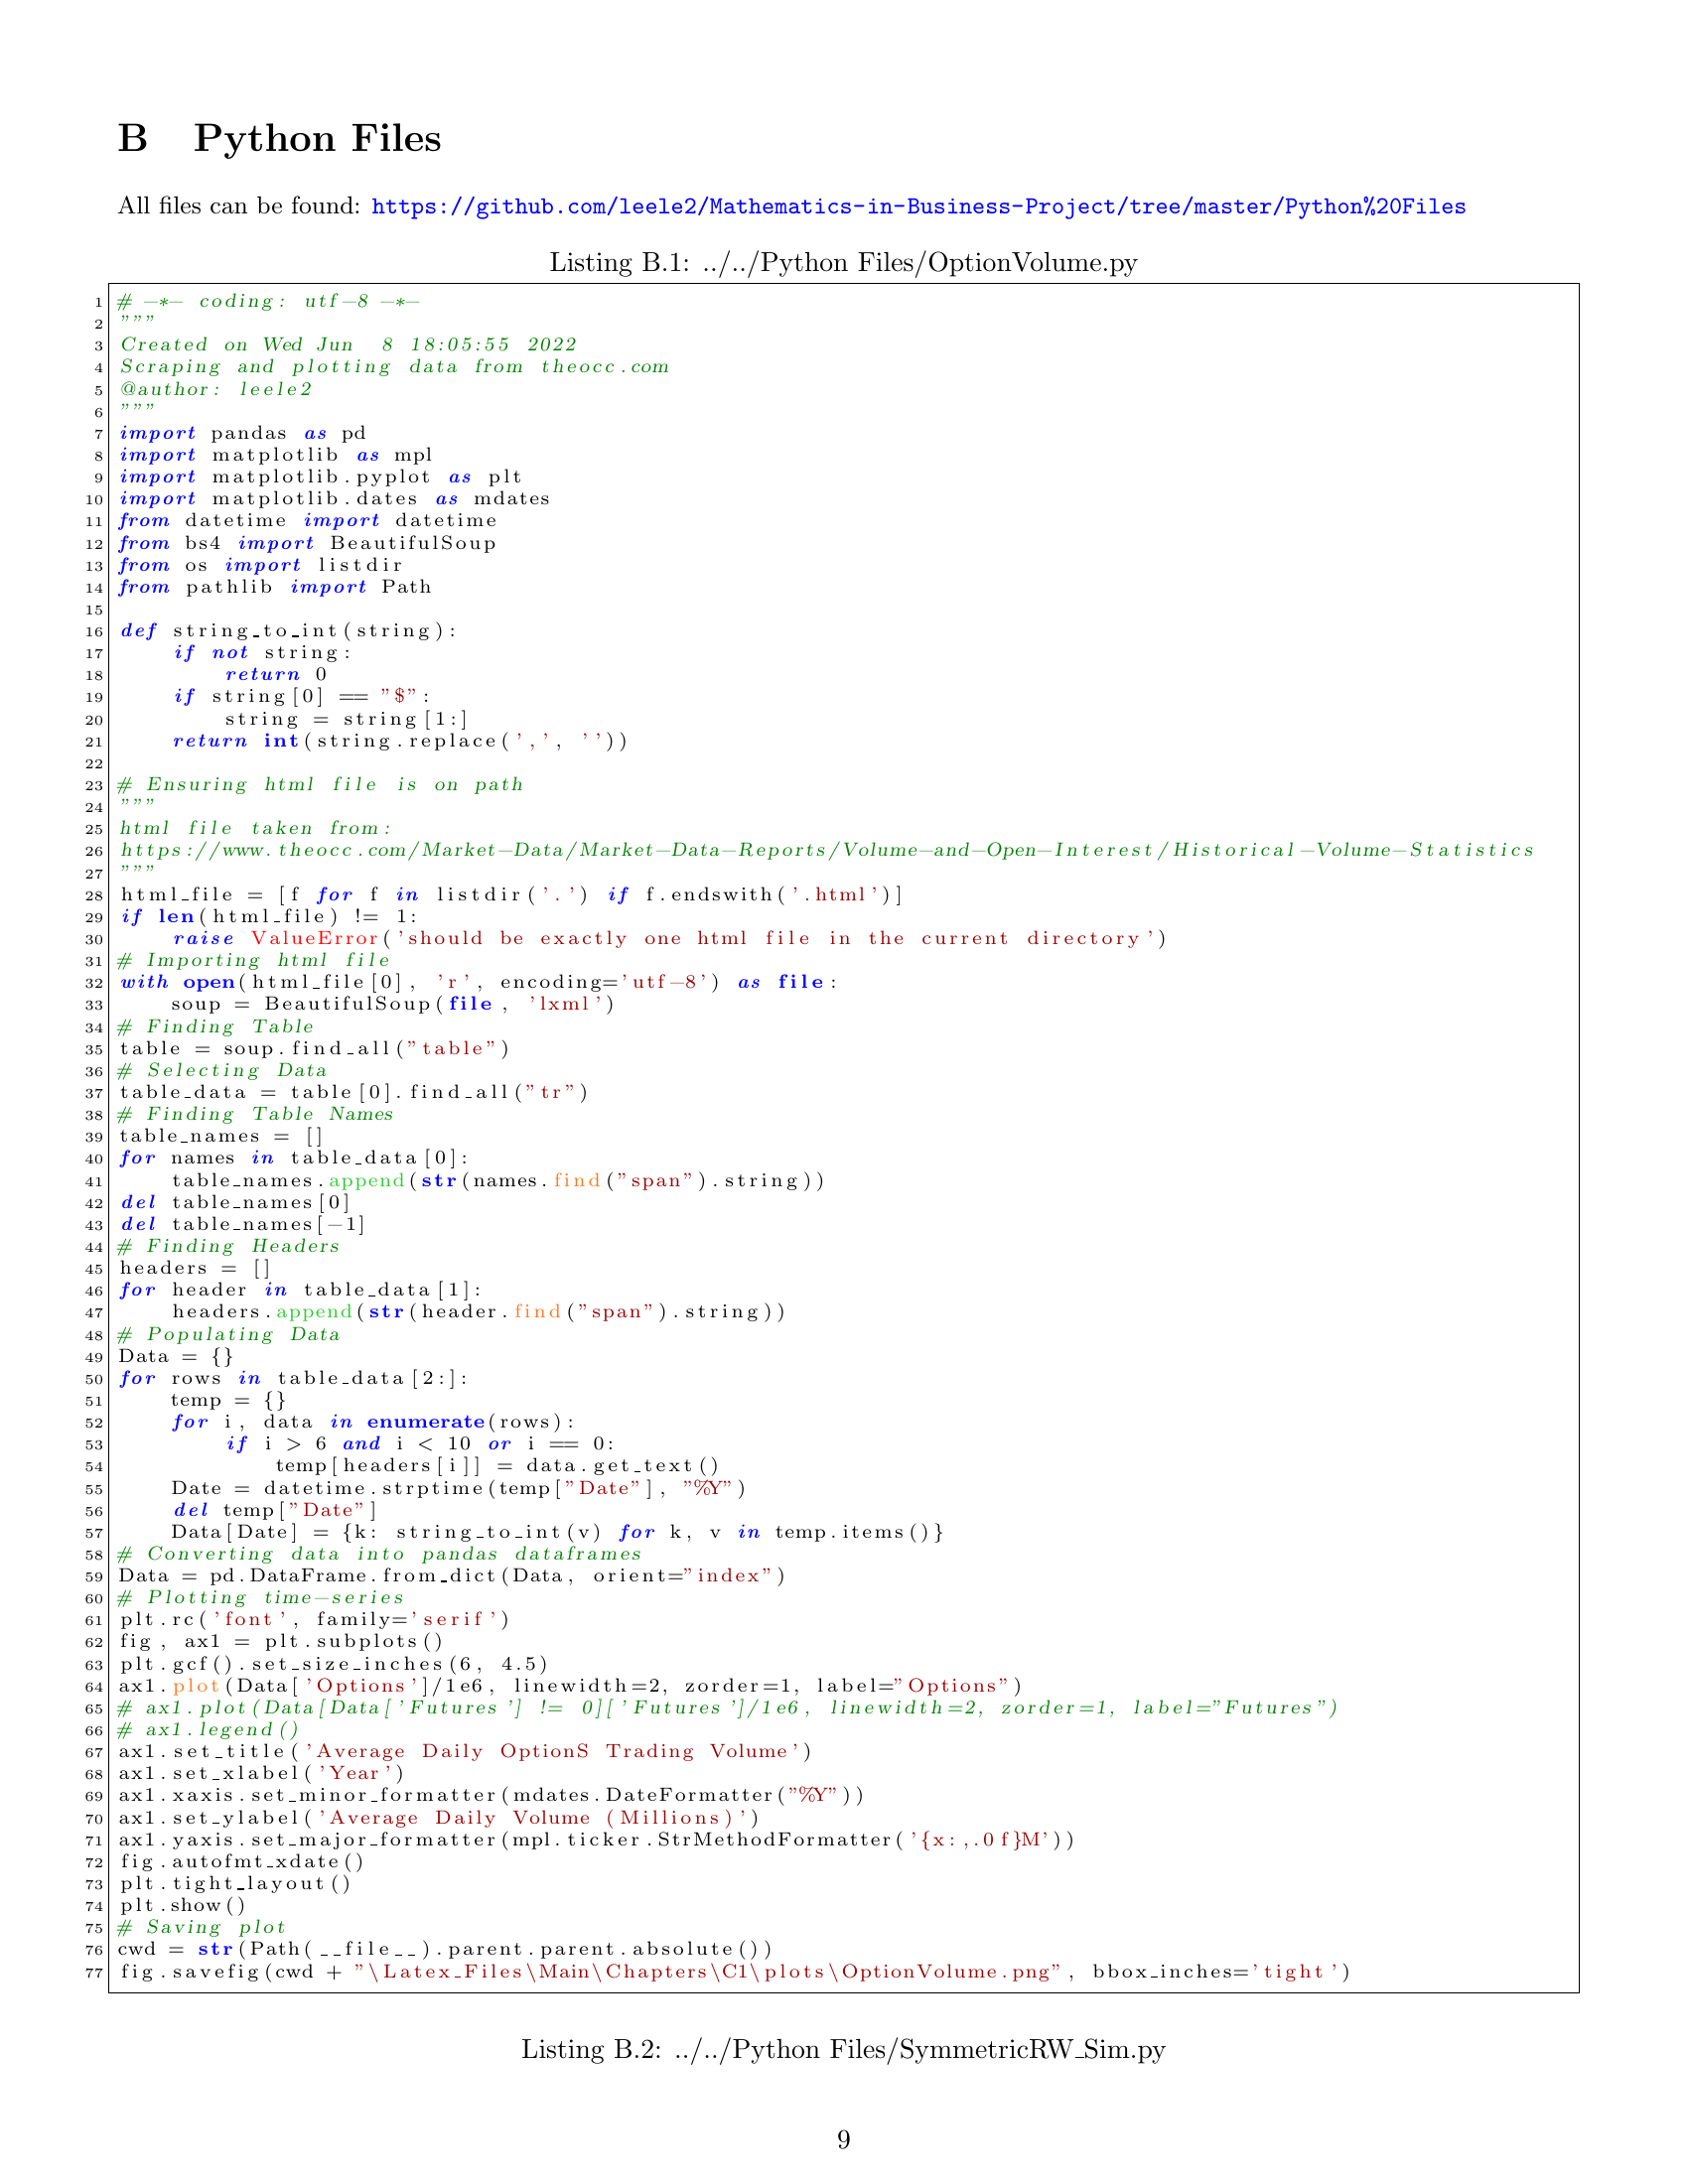 B Python Files
All files can be found: https://github.com/leele2/Mathematics-in-Business-Project/tree/master/Python%20Files
Listing B.1: ../../Python Files/OptionVolume.py
1 # -*- coding: utf-8 -*-
2 """
3 Created on Wed Jun  8 18:05:55 2022
4 Scraping and plotting data from theocc.com
5 @author: leele2
6 """
7 import pandas as pd
8 import matplotlib as mpl
9 import matplotlib.pyplot as plt
10 import matplotlib.dates as mdates
11 from datetime import datetime
12 from bs4 import BeautifulSoup
13 from os import listdir
14 from pathlib import Path
15
16 def string_to_int(string):
17     if not string:
18         return 0
19     if string[0] == "$":
20         string = string[1:]
21     return int(string.replace(',', ''))
22
23 # Ensuring html file is on path
24 """
25 html file taken from:
26 https://www.theocc.com/Market-Data/Market-Data-Reports/Volume-and-Open-Interest/Historical-Volume-Statistics
27 """
28 html_file = [f for f in listdir('.') if f.endswith('.html')]
29 if len(html_file) != 1:
30     raise ValueError('should be exactly one html file in the current directory')
31 # Importing html file
32 with open(html_file[0], 'r', encoding='utf-8') as file:
33     soup = BeautifulSoup(file, 'lxml')
34 # Finding Table
35 table = soup.find_all("table")
36 # Selecting Data
37 table_data = table[0].find_all("tr")
38 # Finding Table Names
39 table_names = []
40 for names in table_data[0]:
41     table_names.append(str(names.find("span").string))
42 del table_names[0]
43 del table_names[-1]
44 # Finding Headers
45 headers = []
46 for header in table_data[1]:
47     headers.append(str(header.find("span").string))
48 # Populating Data
49 Data = {}
50 for rows in table_data[2:]:
51     temp = {}
52     for i, data in enumerate(rows):
53         if i > 6 and i < 10 or i == 0:
54             temp[headers[i]] = data.get_text()
55     Date = datetime.strptime(temp["Date"], "%Y")
56     del temp["Date"]
57     Data[Date] = {k: string_to_int(v) for k, v in temp.items()}
58 # Converting data into pandas dataframes
59 Data = pd.DataFrame.from_dict(Data, orient="index")
60 # Plotting time-series
61 plt.rc('font', family='serif')
62 fig, ax1 = plt.subplots()
63 plt.gcf().set_size_inches(6, 4.5)
64 ax1.plot(Data['Options']/1e6, linewidth=2, zorder=1, label="Options")
65 # ax1.plot(Data[Data['Futures'] != 0]['Futures']/1e6, linewidth=2, zorder=1, label="Futures")
66 # ax1.legend()
67 ax1.set_title('Average Daily OptionS Trading Volume')
68 ax1.set_xlabel('Year')
69 ax1.xaxis.set_minor_formatter(mdates.DateFormatter("%Y"))
70 ax1.set_ylabel('Average Daily Volume (Millions)')
71 ax1.yaxis.set_major_formatter(mpl.ticker.StrMethodFormatter('{x:,.0f}M'))
72 fig.autofmt_xdate()
73 plt.tight_layout()
74 plt.show()
75 # Saving plot
76 cwd = str(Path(__file__).parent.parent.absolute())
77 fig.savefig(cwd + "\Latex_Files\Main\Chapters\C1\plots\OptionVolume.png", bbox_inches='tight')
Listing B.2: ../../Python Files/SymmetricRW_Sim.py
9